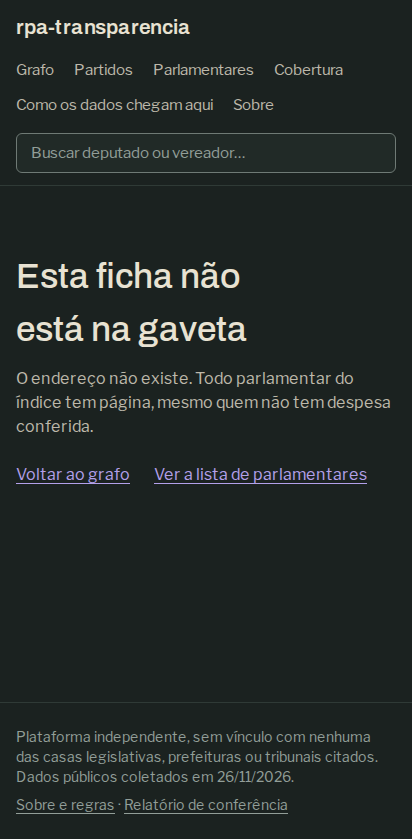 rpa-transparencia
Grafo Partidos Parlamentares Cobertura
Como os dados chegam aqui Sobre
Buscar deputado ou vereador...
Esta ficha não
está na gaveta
O endereço não existe. Todo parlamentar do
índice tem página, mesmo quem não tem despesa
conferida.
Voltar ao grafo Ver a lista de parlamentares
Plataforma independente, sem vínculo com nenhuma
das casas legislativas, prefeituras ou tribunais citados.
Dados públicos coletados em 26/11/2026.
Sobre e regras · Relatório de conferência